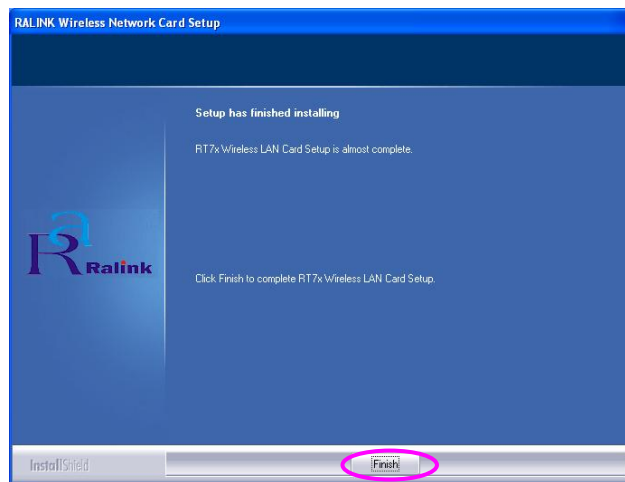 RALINK Wireless Network Card Setup
Setup has finished installing
RT7x Wireless LAN Card Setup is almost complete.
Ralink
Click Finish to complete RT7x Wireless LAN Card Setup.
InstallShield
Finish